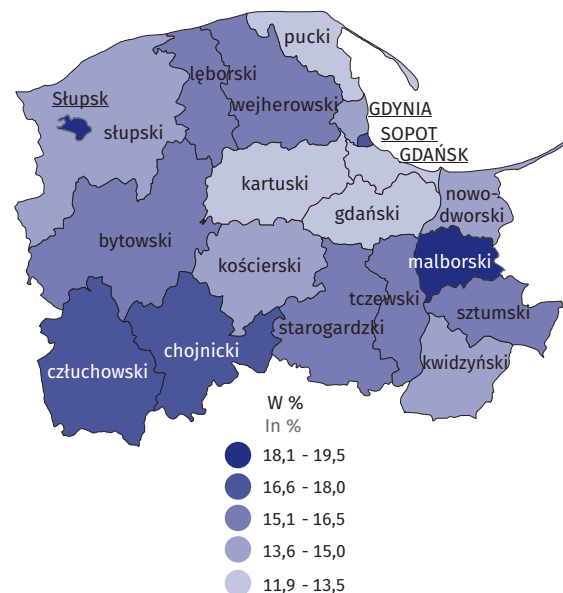 pucki
lęborski
wejherowski
Słupsk
słupski
GDYNIA
SOPOT
GDAŃSK
kartuski
nowo-
dworski
gdański
bytowski
kościerski
malborski
tczewski
sztumski
starogardzki
chojnicki
człuchowski
kwidzyński
W %
In %
18,1 - 19,5
16,6 - 18,0
15,1 - 16,5
13,6 - 15,0
11,9 - 13,5